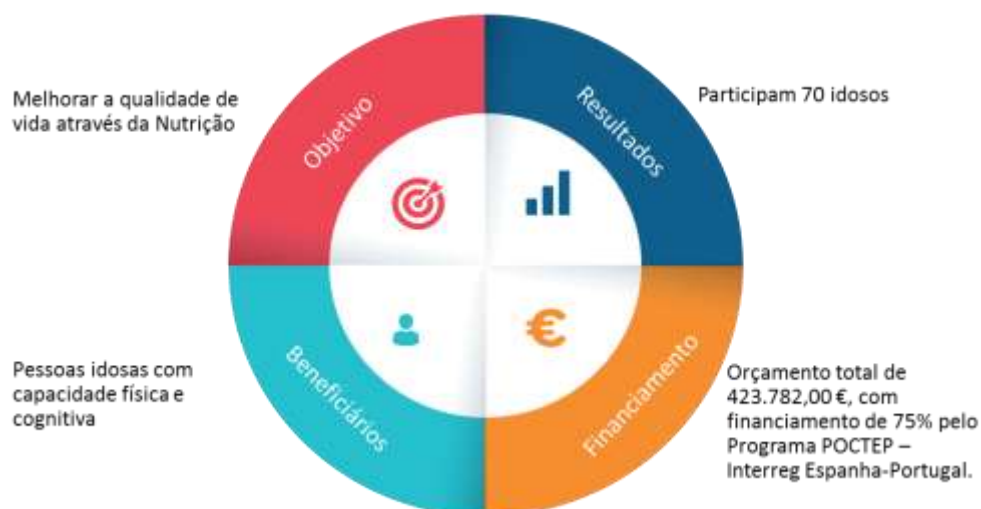 Melhorar a qualidade de
vida através da Nutrição
Objetivo
Resultados
Participam 70 idosos
Pessoas idosas com
capacidade física e
cognitiva
Beneficiários
€
Financiamento
Orçamento total de
423.782,00 €, com
financiamento de 75% pelo
Programa POCTEP –
Interreg Espanha-Portugal.